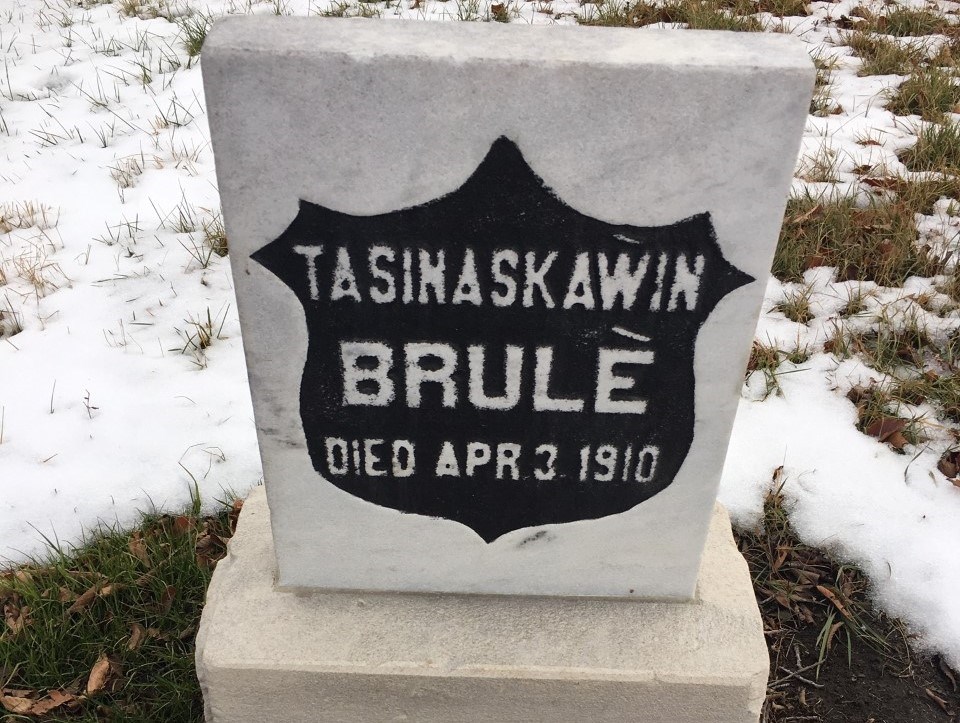 TASINASKAWIN
BRULÈ
DIED APR. 3. 1910